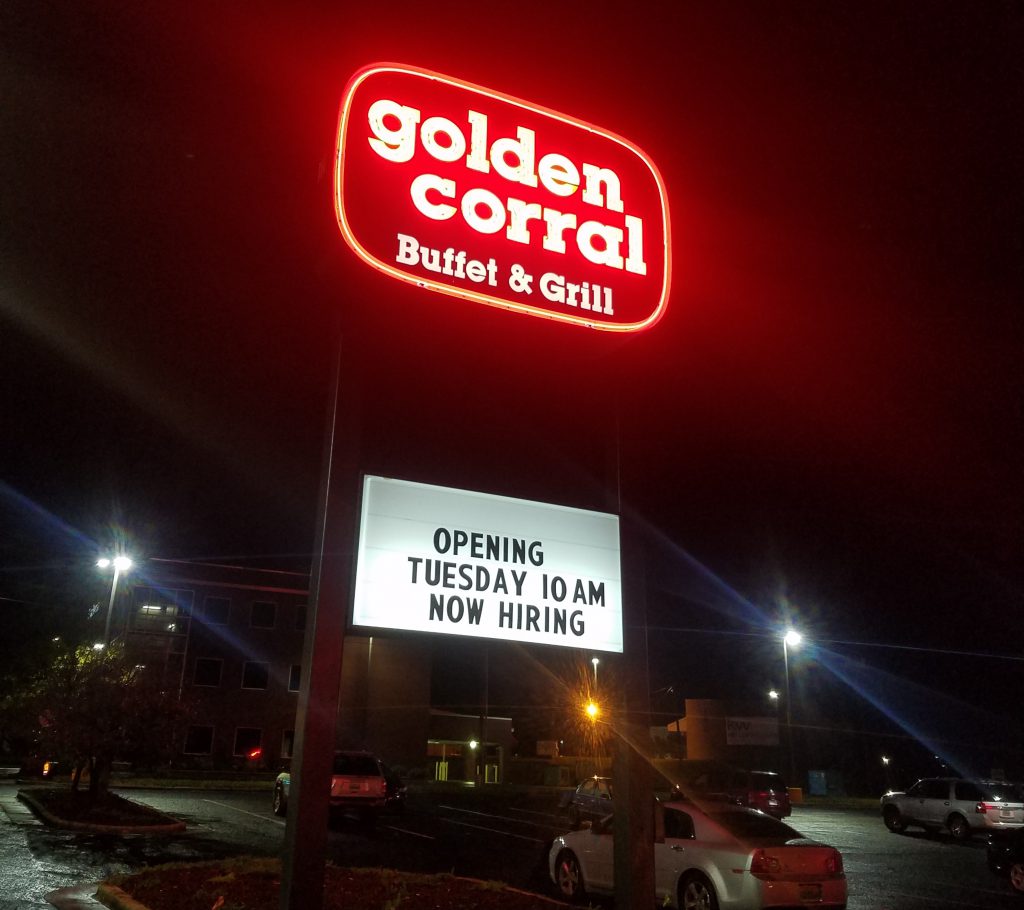 golden
corral
Buffet & Grill
OPENING
TUESDAY 10 AM
NOW HIRING